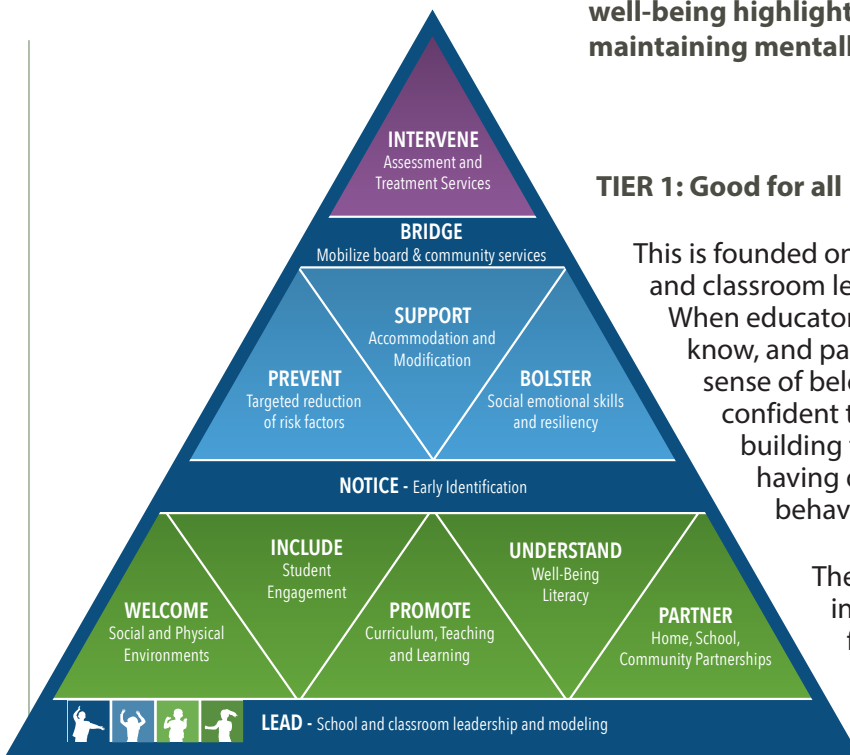 well-being highlight
maintaining mentall
TIER 1: Good for all
This is founded on
and classroom le
When educator
know, and pa
sense of bel
confident t
building
having
behav
The
in
INTERVENE
Assessment and
Treatment Services
BRIDGE
Mobilize board & community services
SUPPORT
Accommodation and
Modification
PREVENT
Targeted reduction
of risk factors
BOLSTER
Social emotional skills
and resiliency
NOTICE - Early Identification
INCLUDE
Student
Engagement
UNDERSTAND
Well-Being
Literacy
WELCOME
Social and Physical
Environments
PROMOTE
Curriculum, Teaching
and Learning
PARTNER
Home, School,
Community Partnerships
LEAD - School and classroom leadership and modeling